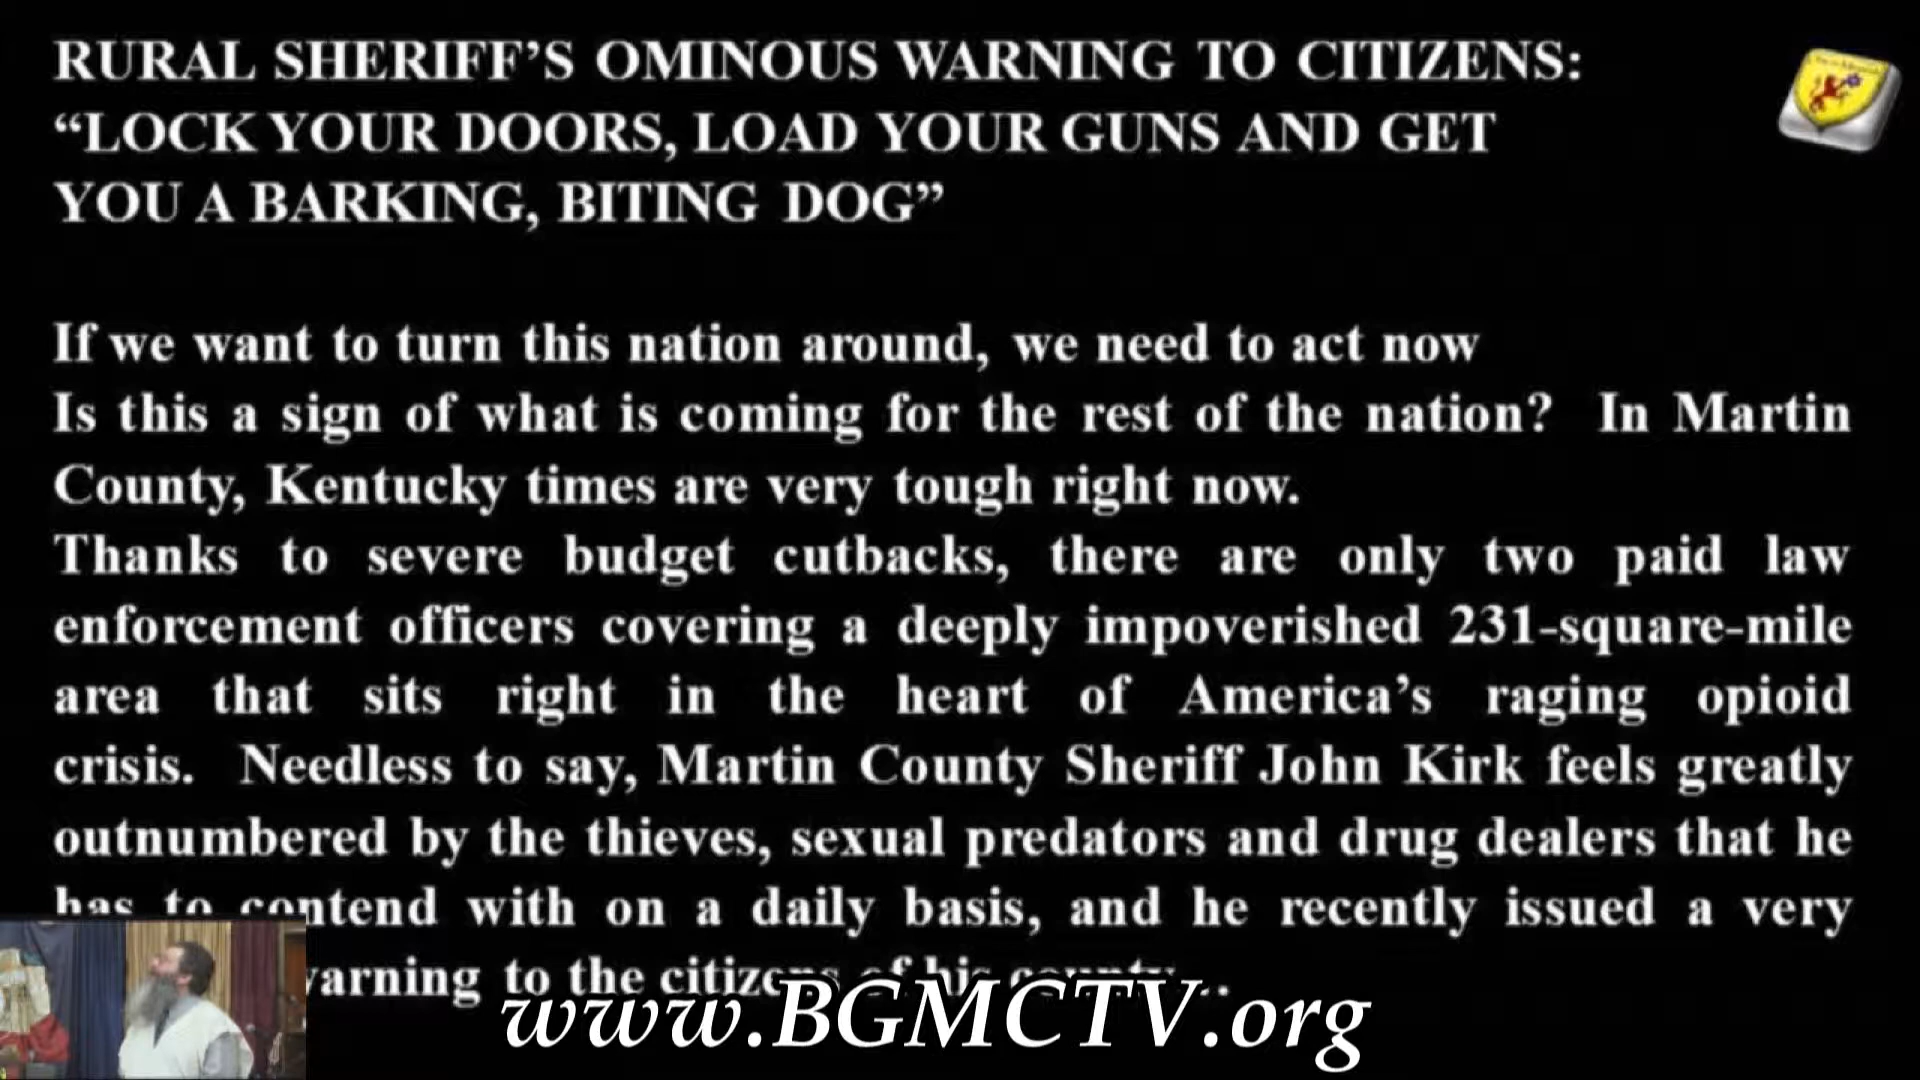 RURAL SHERIFF’S OMINOUS WARNING TO CITIZENS:
“LOCK YOUR DOORS, LOAD YOUR GUNS AND GET
YOU A BARKING, BITING DOG”
If we want to turn this nation around, we need to act now
Is this a sign of what is coming for the rest of the nation? In Martin
County, Kentucky times are very tough right now.
Thanks to severe budget cutbacks, there are only two paid law
enforcement officers covering a deeply impoverished 231-square-mile
area that sits right in the heart of America’s raging opioid
crisis. Needless to say, Martin County Sheriff John Kirk feels greatly
outnumbered by the thieves, sexual predators and drug dealers that he
has to contend with on a daily basis, and he recently issued a very
warning to the citizens of his county...
www.BGMCTV.org